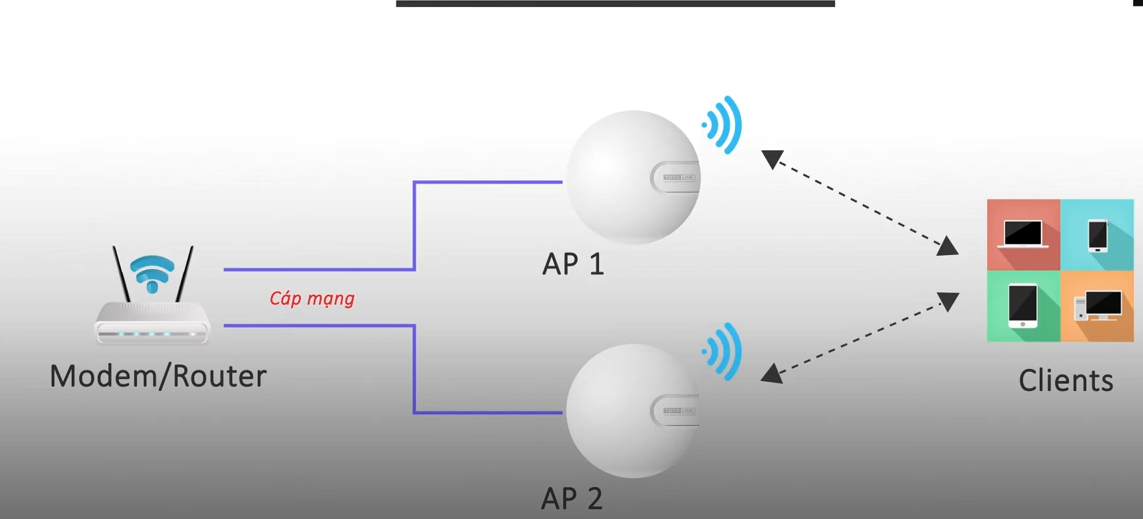 AP 1
Cáp mạng
Modem/Router
Clients
AP 2